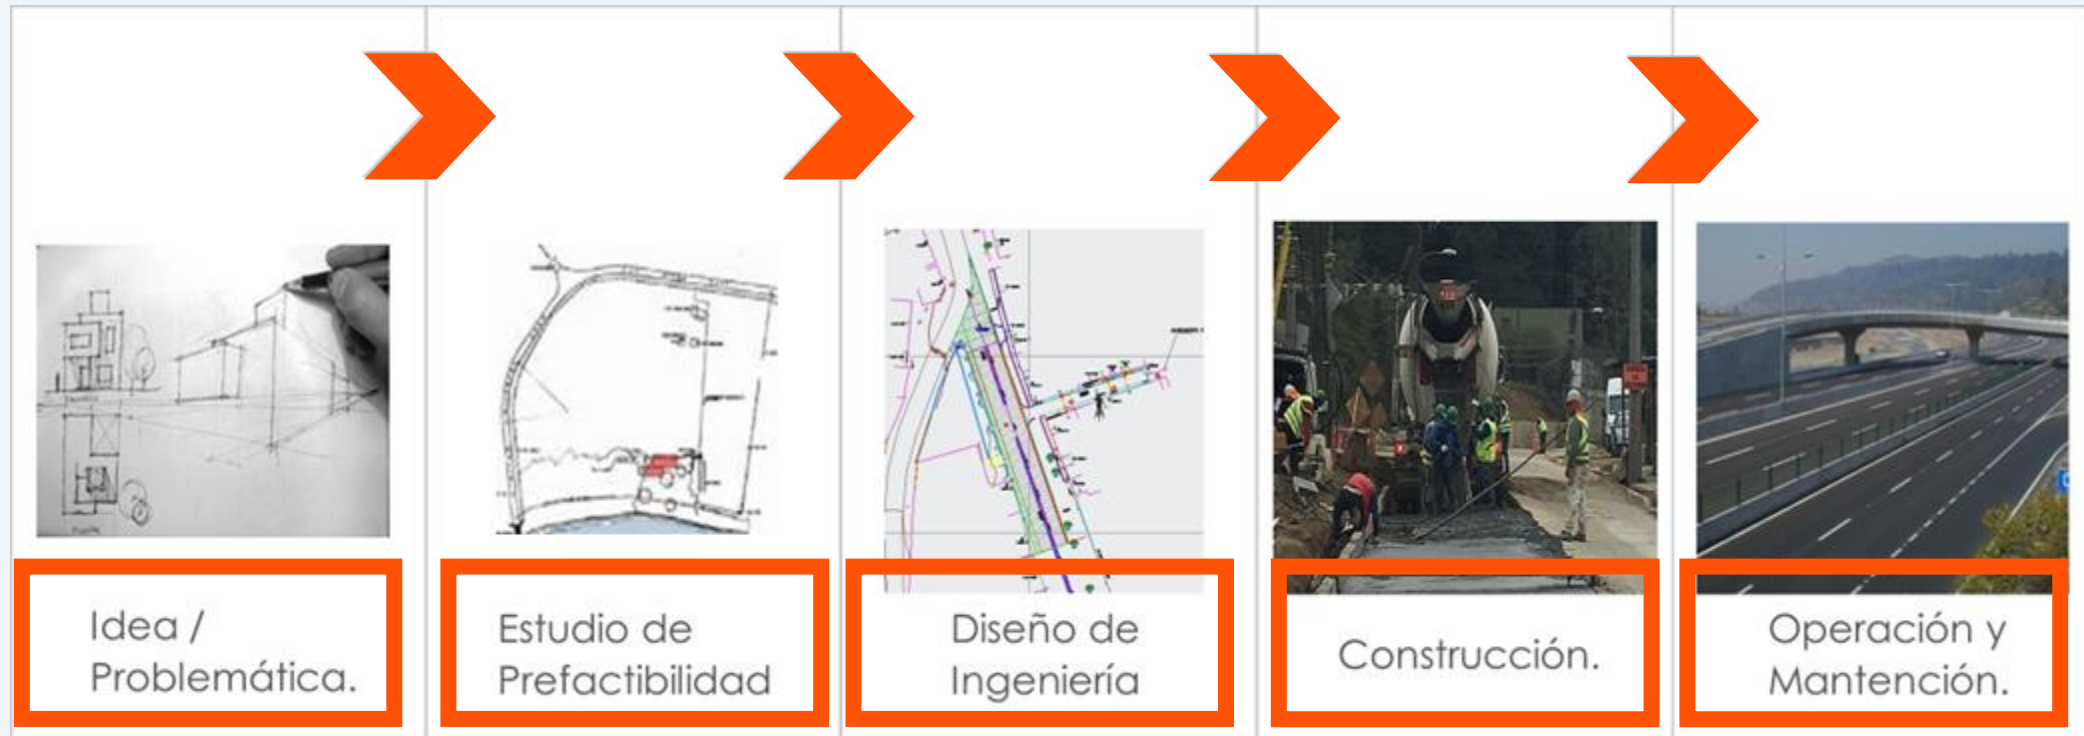 Idea /
Problemática.
Estudio de
Prefactibilidad
Diseño de
Ingeniería
Construcción.
Operación y
Mantención.